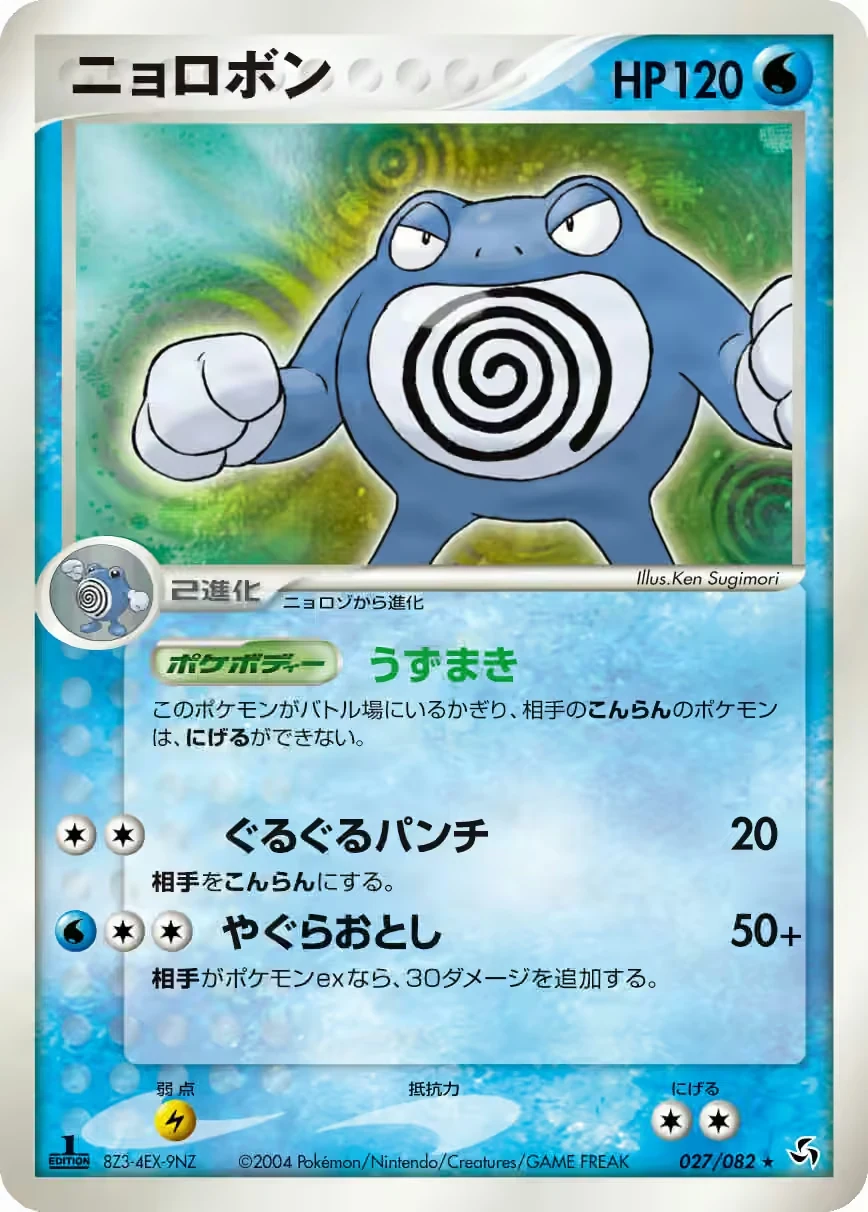 ニョロボン
HP120
Illus.Ken Sugimori
2進化
ニョロゾから進化
ポケボディー うずまき
このポケモンがバトル場にいるかぎり、相手のこんらんのポケモン
は、にげるができない。
ぐるぐるパンチ 20
相手をこんらんにする。
やぐらおとし 50+
相手がポケモンexなら、30ダメージを追加する。
弱点 抵抗力 にげる
1 EDITION
8Z3-4EX-9NZ ©2004 Pokémon/Nintendo/Creatures/GAME FREAK 027/082 ★